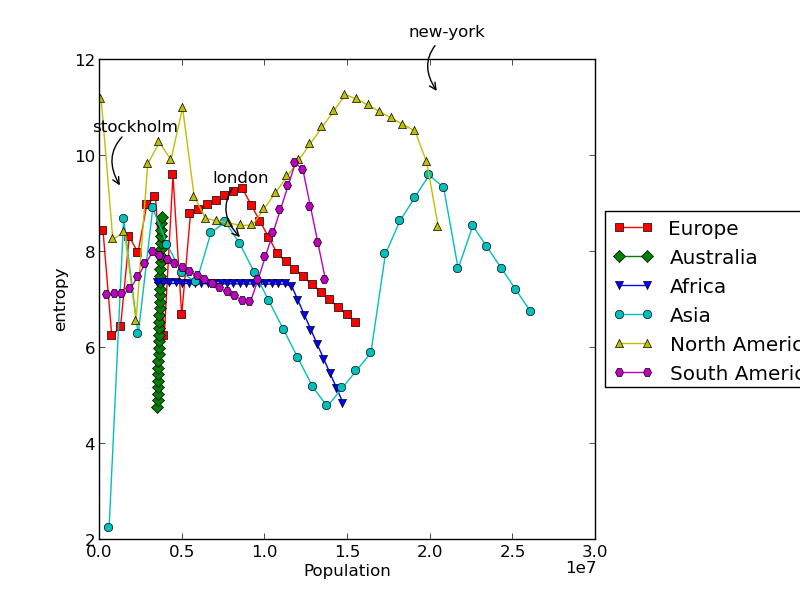 new-york
stockholm
london
12
10
8
6
4
2
entropy
0.0 0.5 1.0 1.5 2.0 2.5 3.0
1e7
Population
Europe
Australia
Africa
Asia
North Americ
South Americ